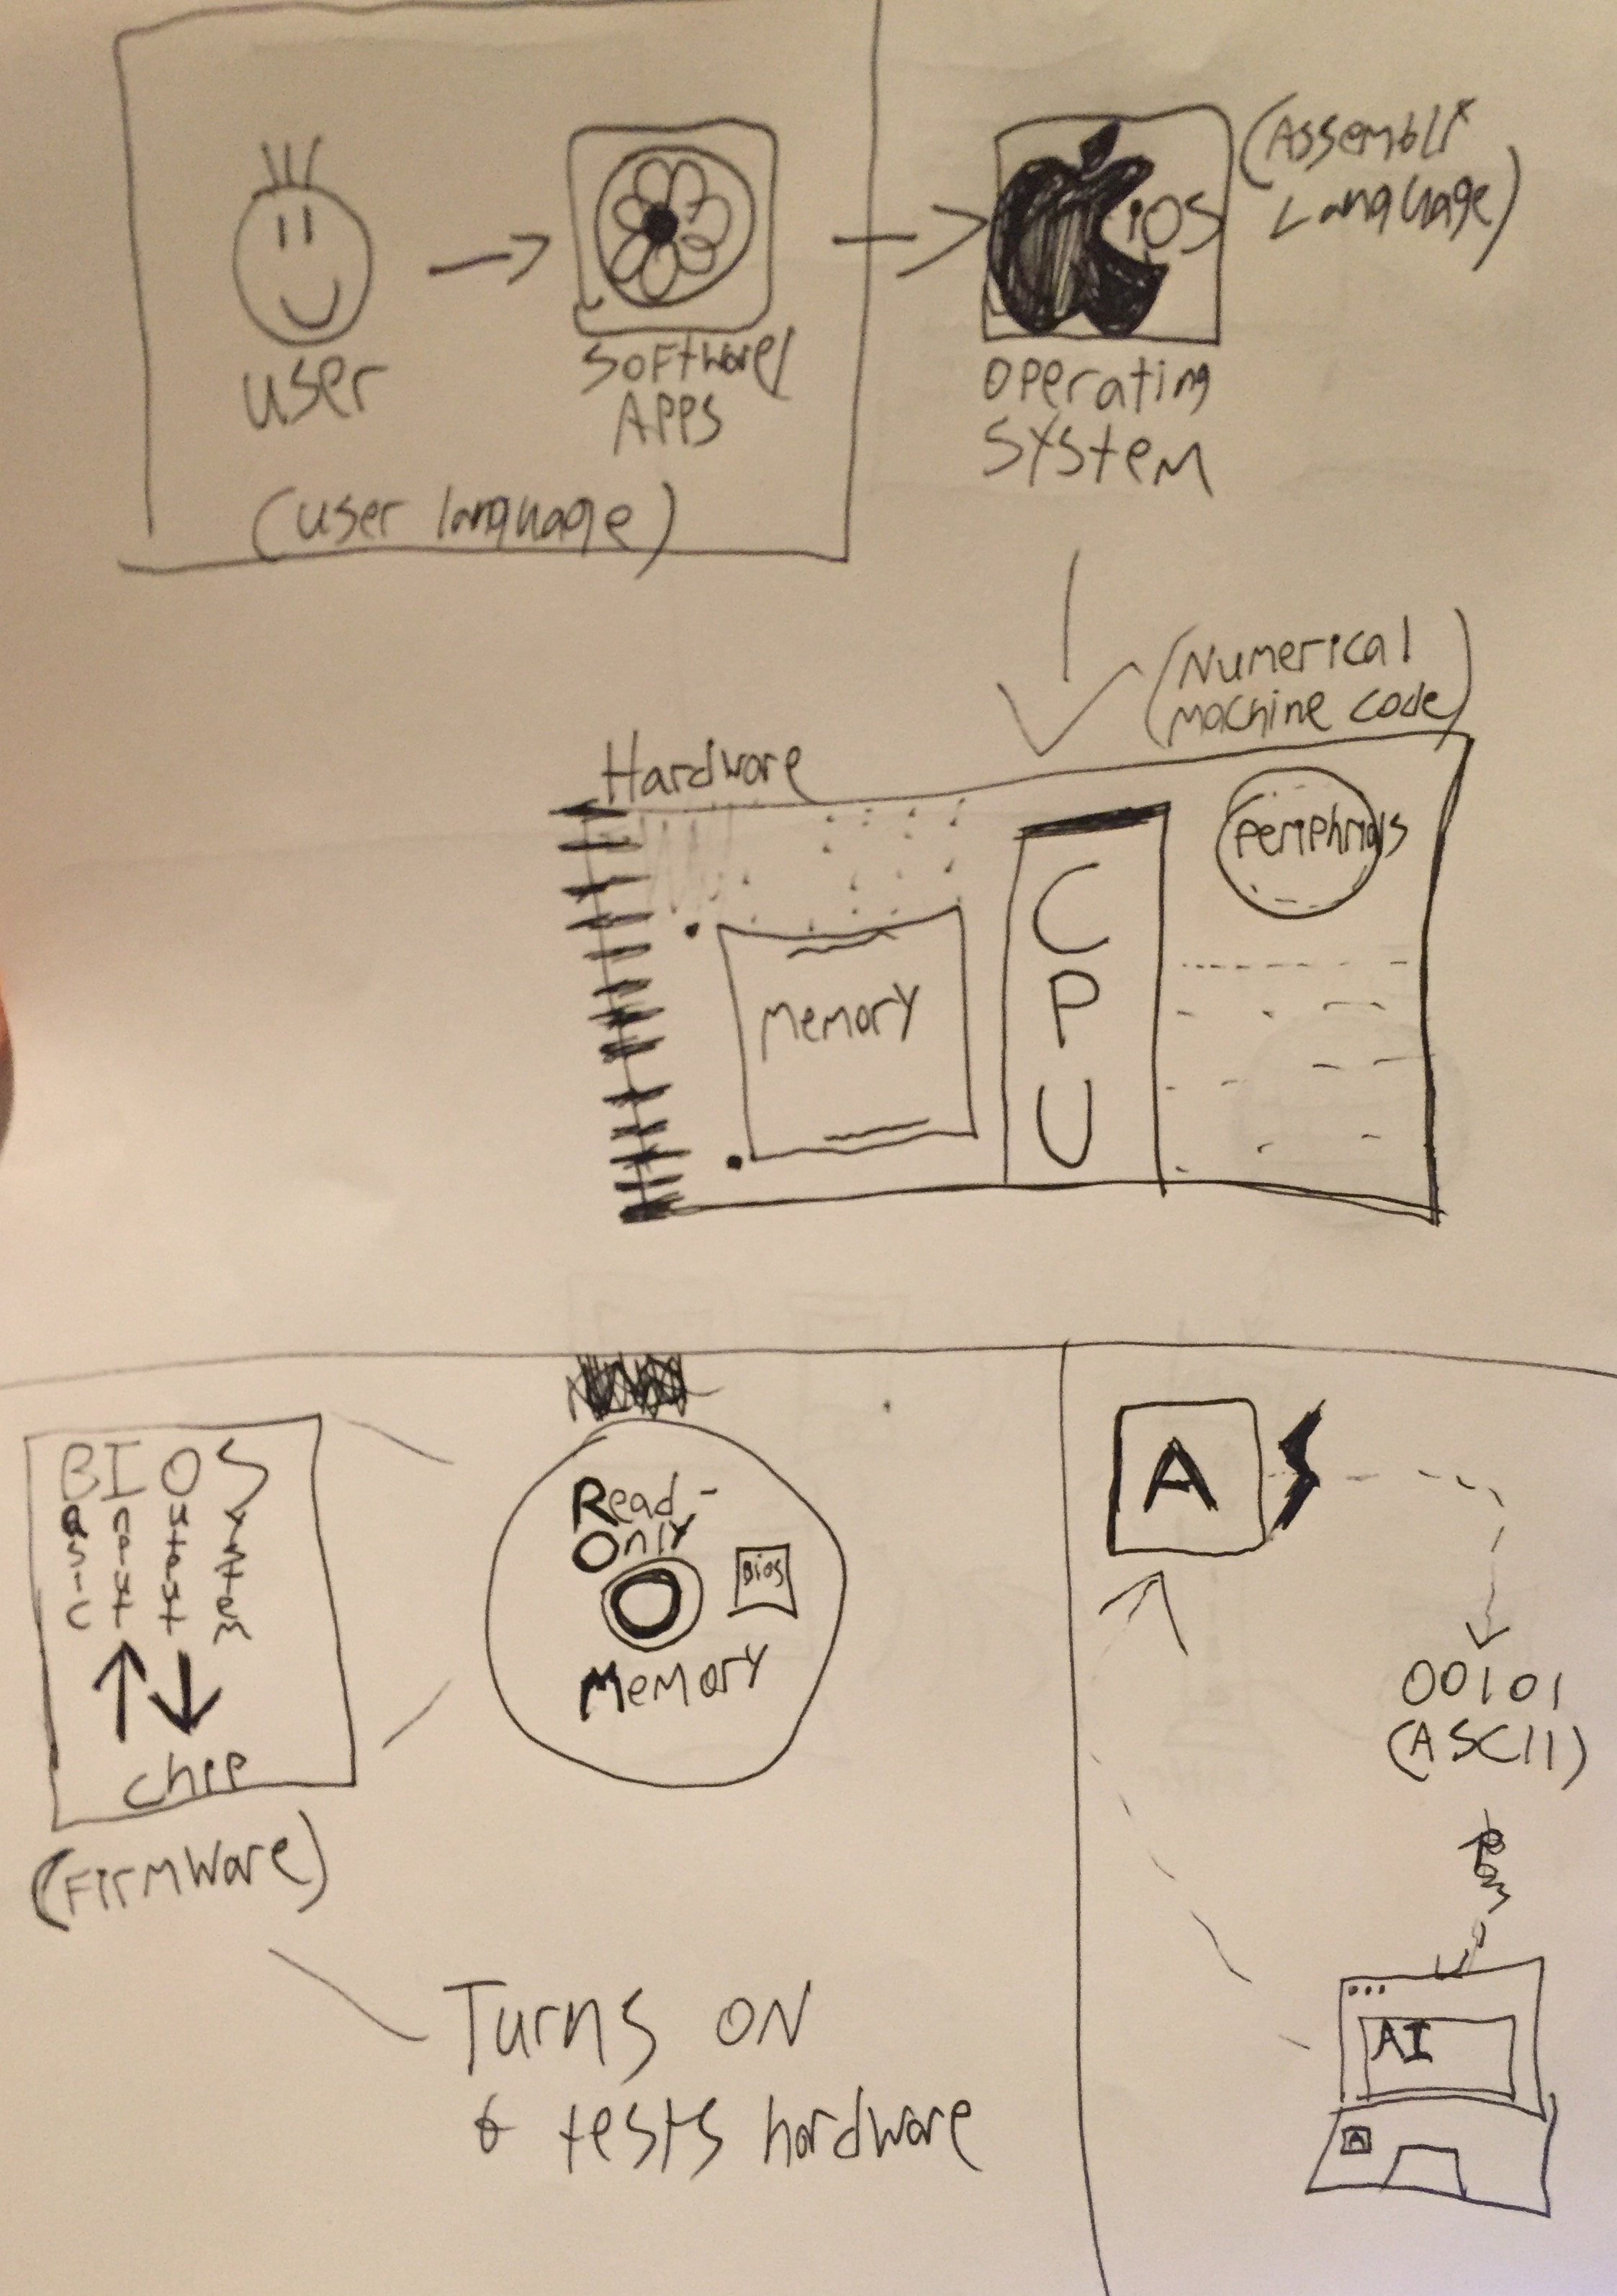 user
Software/
APPS
(user language)
iOS
(Assembly
Language)
Operating
System
(Numerical
machine code)
Hardware
Memory
CPU
Periphrials
BIOS
Basic Input Output System
chip
(Firmware)
Read-
Only
Memory
Bios
Turns ON
& tests hardware
A
00101
(ASCII)
AI
A